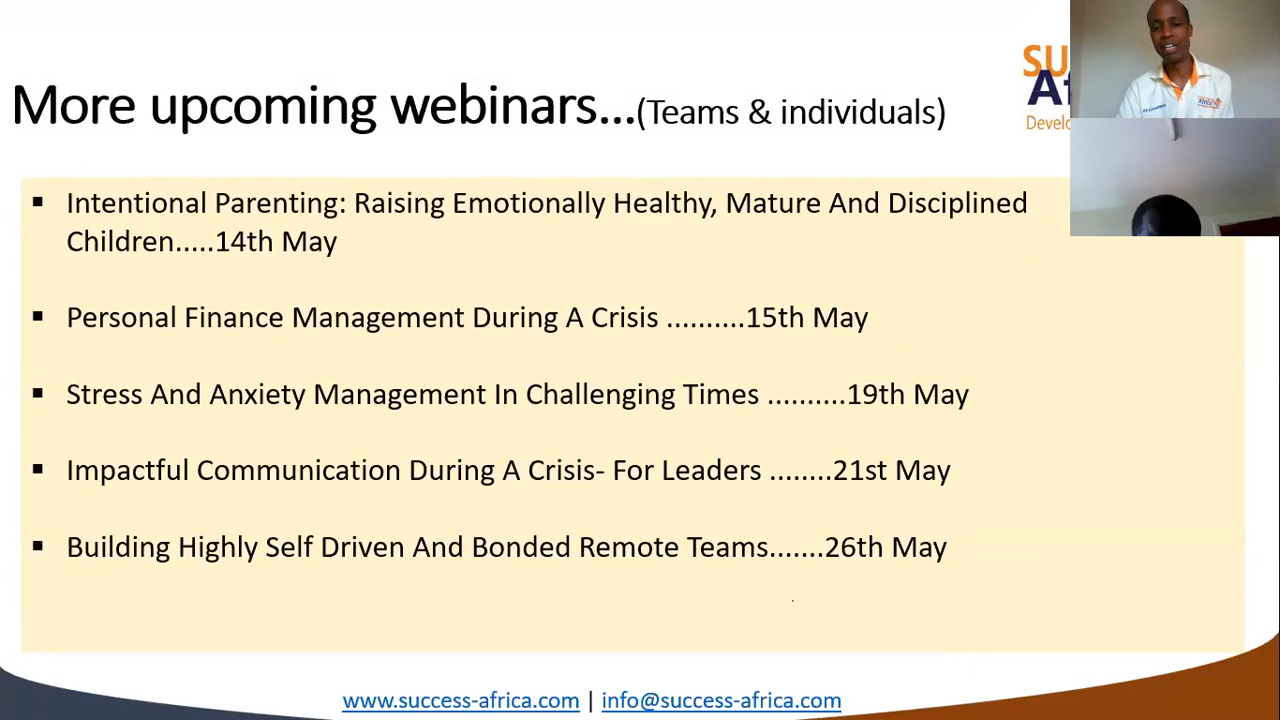 More upcoming webinars...(Teams & individuals)
▪ Intentional Parenting: Raising Emotionally Healthy, Mature And Disciplined
Children.....14th May
▪ Personal Finance Management During A Crisis ..........15th May
▪ Stress And Anxiety Management In Challenging Times ..........19th May
▪ Impactful Communication During A Crisis- For Leaders ........21st May
▪ Building Highly Self Driven And Bonded Remote Teams.......26th May
www.success-africa.com | info@success-africa.com